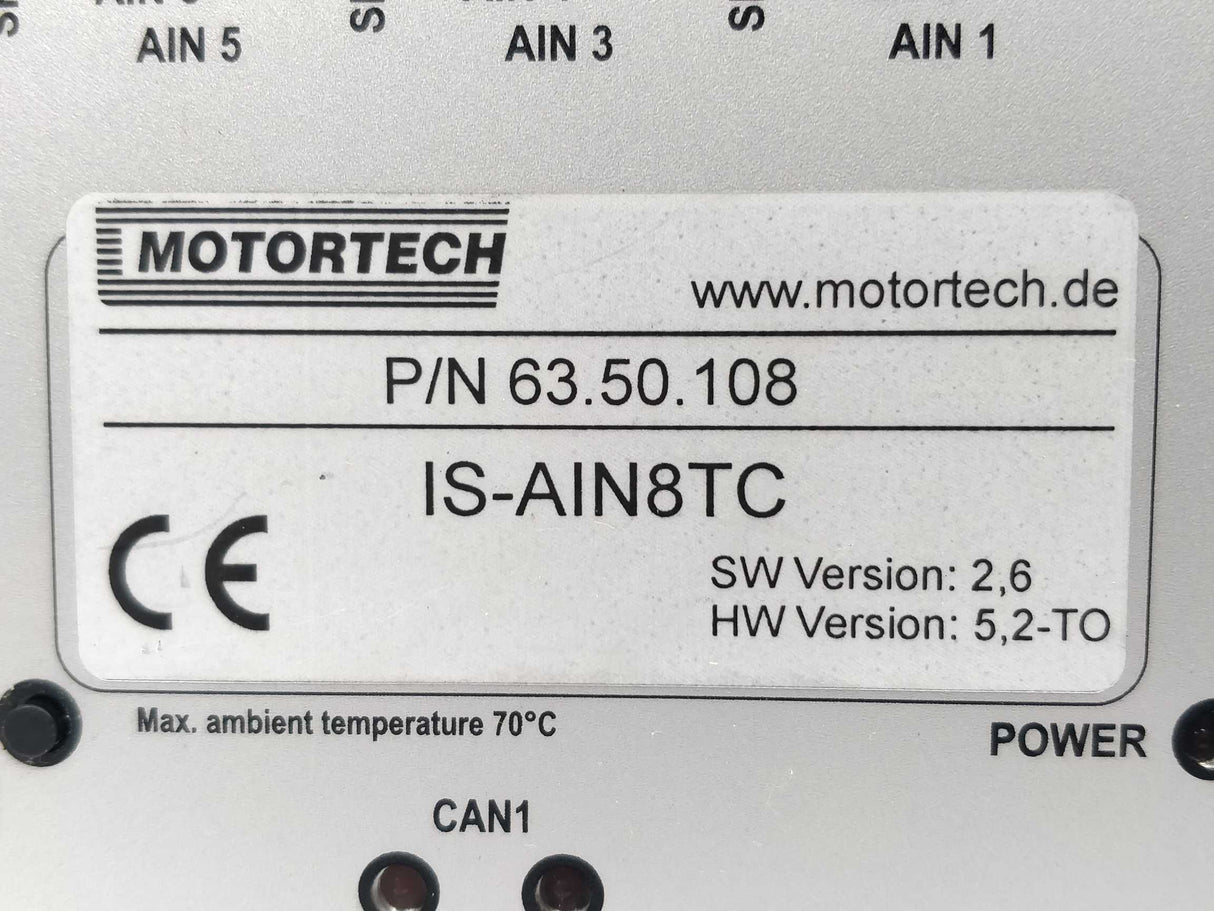 AIN 5
AIN 3
AIN 1
MOTORTECH
www.motortech.de
P/N 63.50.108
IS-AIN8TC
CE
SW Version: 2,6
HW Version: 5,2-TO
Max. ambient temperature 70°C
POWER
CAN1